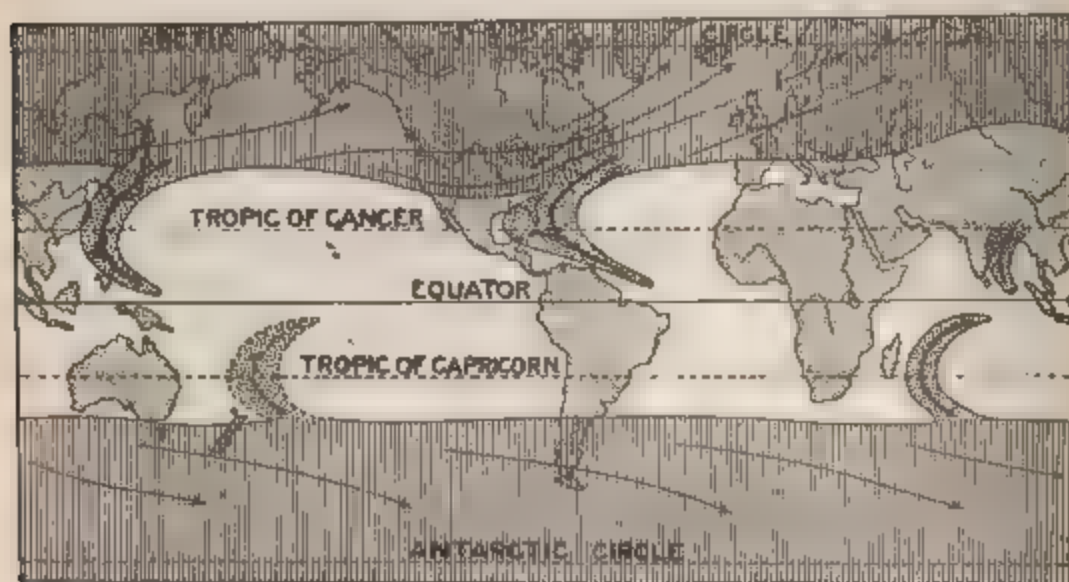 ARCTIC CIRCLE
TROPIC OF CANCER
EQUATOR
TROPIC OF CAPRICORN
ANTARCTIC CIRCLE